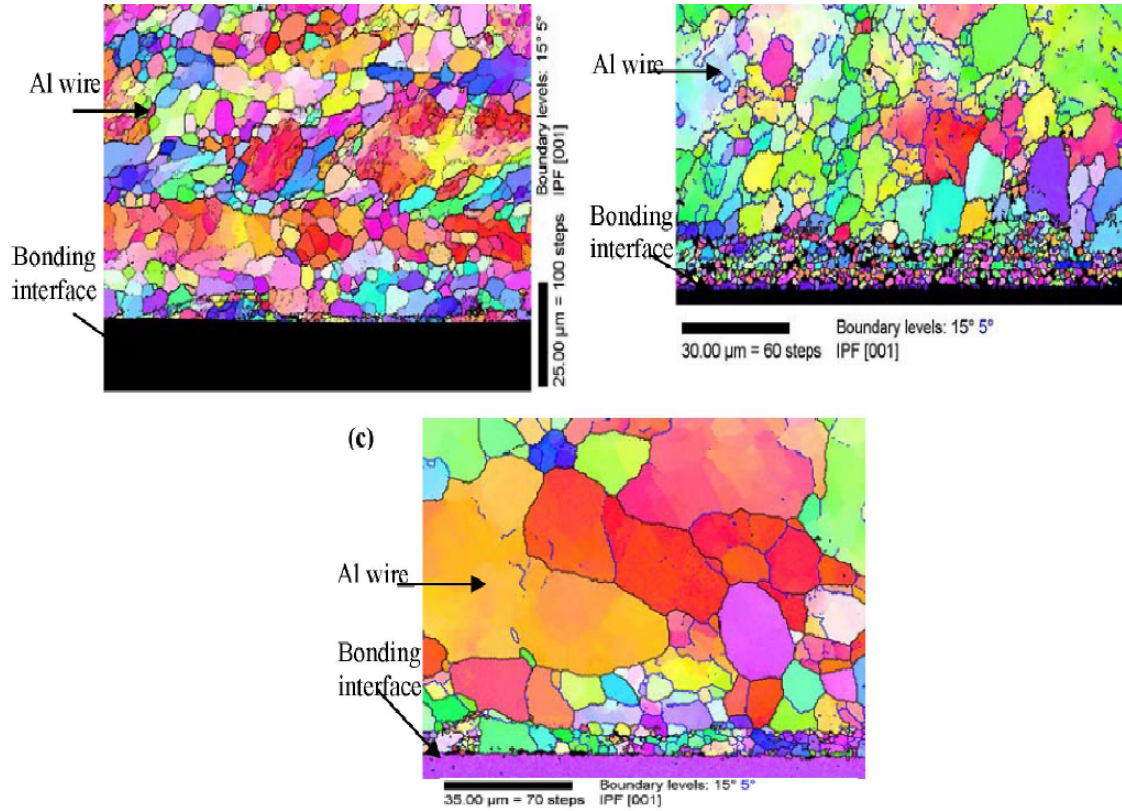 Al wire
Bonding
interface
25.00 µm = 100 steps
Boundary levels: 15° 5°
IPF [001]
Al wire
Bonding
interface
30.00 µm = 60 steps
Boundary levels: 15° 5°
IPF [001]
(c)
Al wire
Bonding
interface
35.00 µm = 70 steps
Boundary levels: 15° 5°
IPF [001]